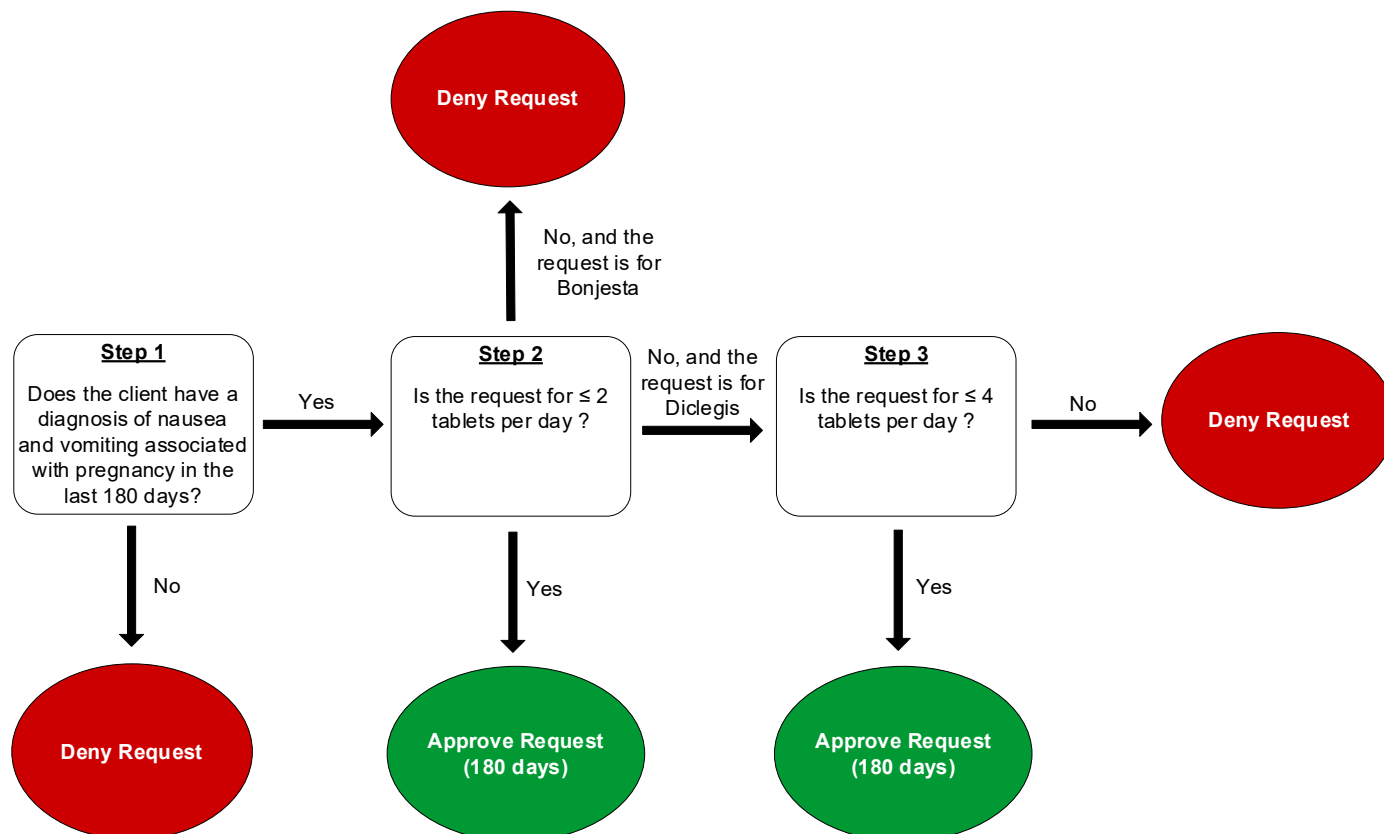 Deny Request
No, and the
request is for
Bonjesta
Step 1
Does the client have a
diagnosis of nausea
and vomiting associated
with pregnancy in the
last 180 days?
Yes
Step 2
Is the request for ≤ 2
tablets per day ?
No, and the
request is for
Diclegis
Step 3
Is the request for ≤ 4
tablets per day ?
No
Deny Request
No
Yes
Yes
Deny Request
Approve Request
(180 days)
Approve Request
(180 days)